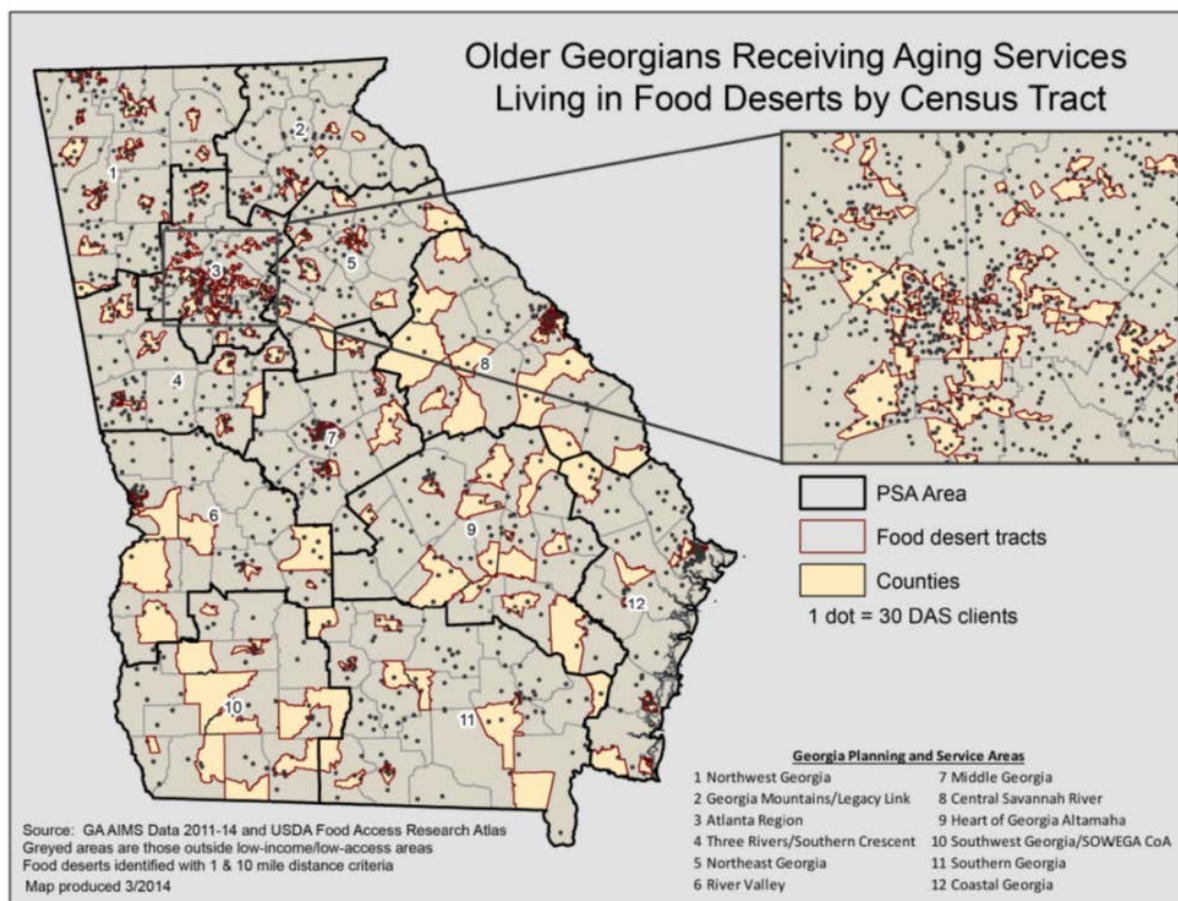 Older Georgians Receiving Aging Services
Living in Food Deserts by Census Tract
1
2
3
4
5
6
7
8
9
10
11
12
PSA Area
Food desert tracts
Counties
1 dot = 30 DAS clients
Georgia Planning and Service Areas
1 Northwest Georgia
2 Georgia Mountains/Legacy Link
3 Atlanta Region
4 Three Rivers/Southern Crescent
5 Northeast Georgia
6 River Valley
7 Middle Georgia
8 Central Savannah River
9 Heart of Georgia Altamaha
10 Southwest Georgia/SOWEGA CoA
11 Southern Georgia
12 Coastal Georgia
Source: GA AIMS Data 2011-14 and USDA Food Access Research Atlas
Greyed areas are those outside low-income/low-access areas
Food deserts identified with 1 & 10 mile distance criteria
Map produced 3/2014